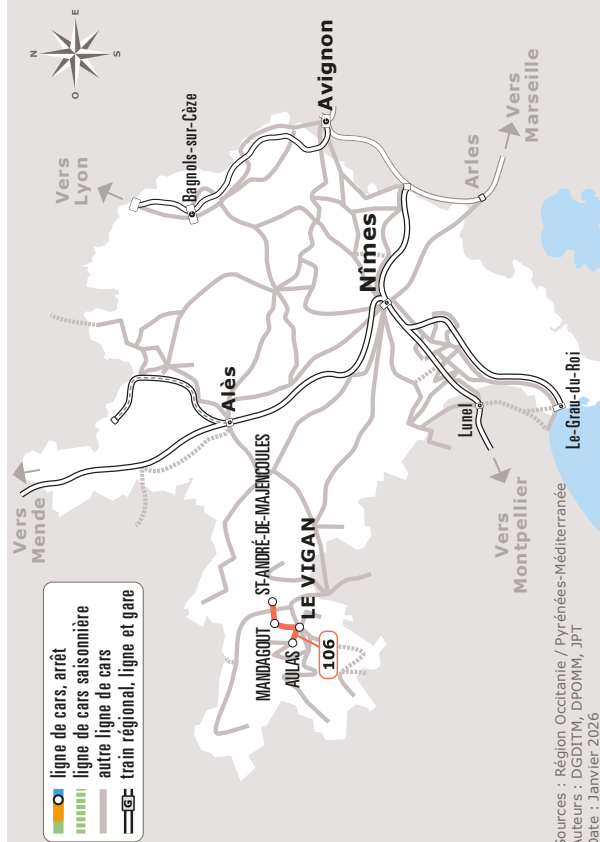 N
E
S
O
Vers
Lyon
Bagnols-sur-Cèze
Avignon
Vers
Marseille
Arles
Nîmes
Alès
Vers
Mende
Lunel
Le-Grau-du-Roi
Vers
Montpellier
ST-ANDRÉ-DE-MAJENCOULES
MANDAGOUT
LE VIGAN
AULAS
106
ligne de cars, arrêt
ligne de cars saisonnière
autre ligne de cars
G train régional, ligne et gare
Sources : Région Occitanie / Pyrénées-Méditerranée
Auteurs : DGDITM, DPOMM, JPT
Date : Janvier 2026